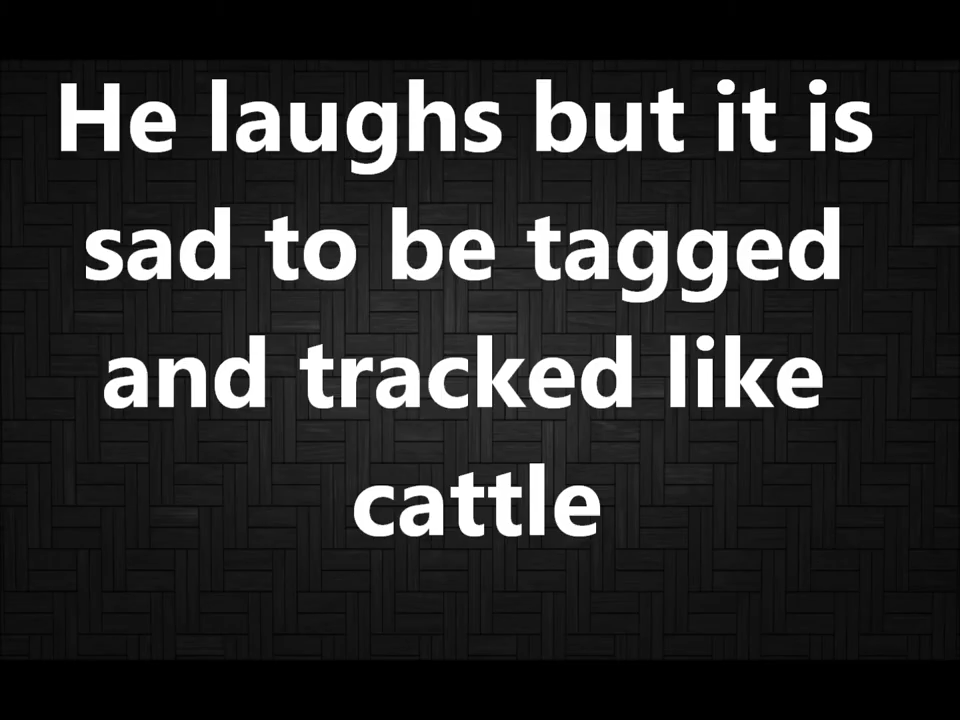 He laughs but it is
sad to be tagged
and tracked like
cattle